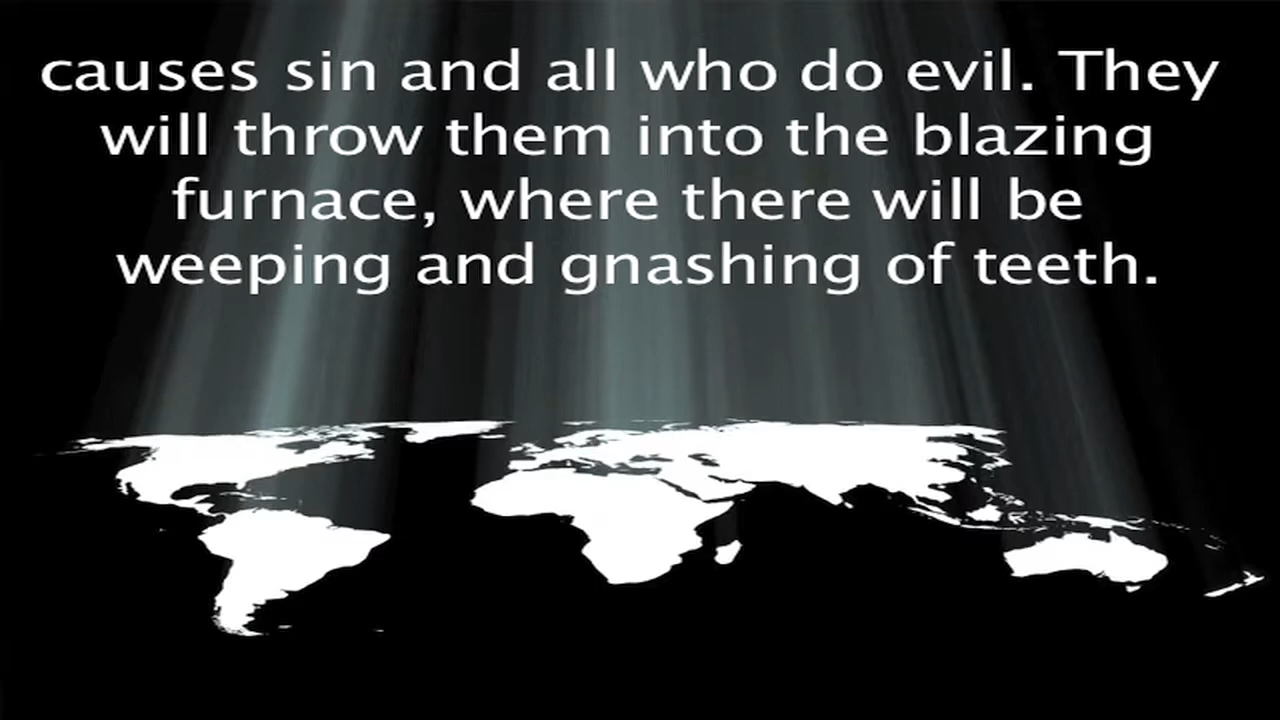 causes sin and all who do evil. They
will throw them into the blazing
furnace, where there will be
weeping and gnashing of teeth.